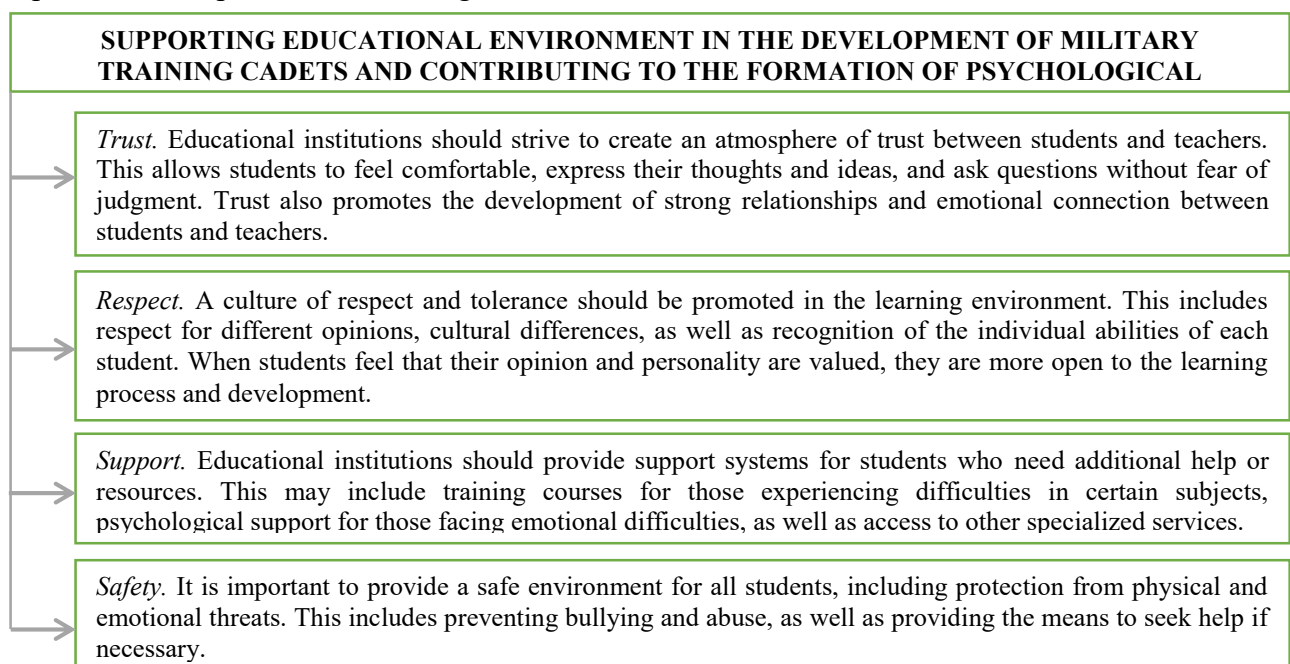 SUPPORTING EDUCATIONAL ENVIRONMENT IN THE DEVELOPMENT OF MILITARY
TRAINING CADETS AND CONTRIBUTING TO THE FORMATION OF PSYCHOLOGICAL
Trust. Educational institutions should strive to create an atmosphere of trust between students and teachers.
This allows students to feel comfortable, express their thoughts and ideas, and ask questions without fear of
judgment. Trust also promotes the development of strong relationships and emotional connection between
students and teachers.
Respect. A culture of respect and tolerance should be promoted in the learning environment. This includes
respect for different opinions, cultural differences, as well as recognition of the individual abilities of each
student. When students feel that their opinion and personality are valued, they are more open to the learning
process and development.
Support. Educational institutions should provide support systems for students who need additional help or
resources. This may include training courses for those experiencing difficulties in certain subjects,
psychological support for those facing emotional difficulties, as well as access to other specialized services.
Safety. It is important to provide a safe environment for all students, including protection from physical and
emotional threats. This includes preventing bullying and abuse, as well as providing the means to seek help if
necessary.